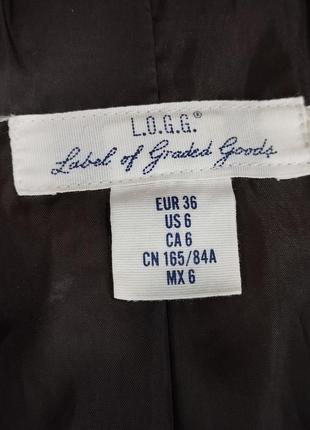 L.O.G.G.®
Label of Graded Goods
EUR 36
US 6
CA 6
CN 165/84A
MX 6